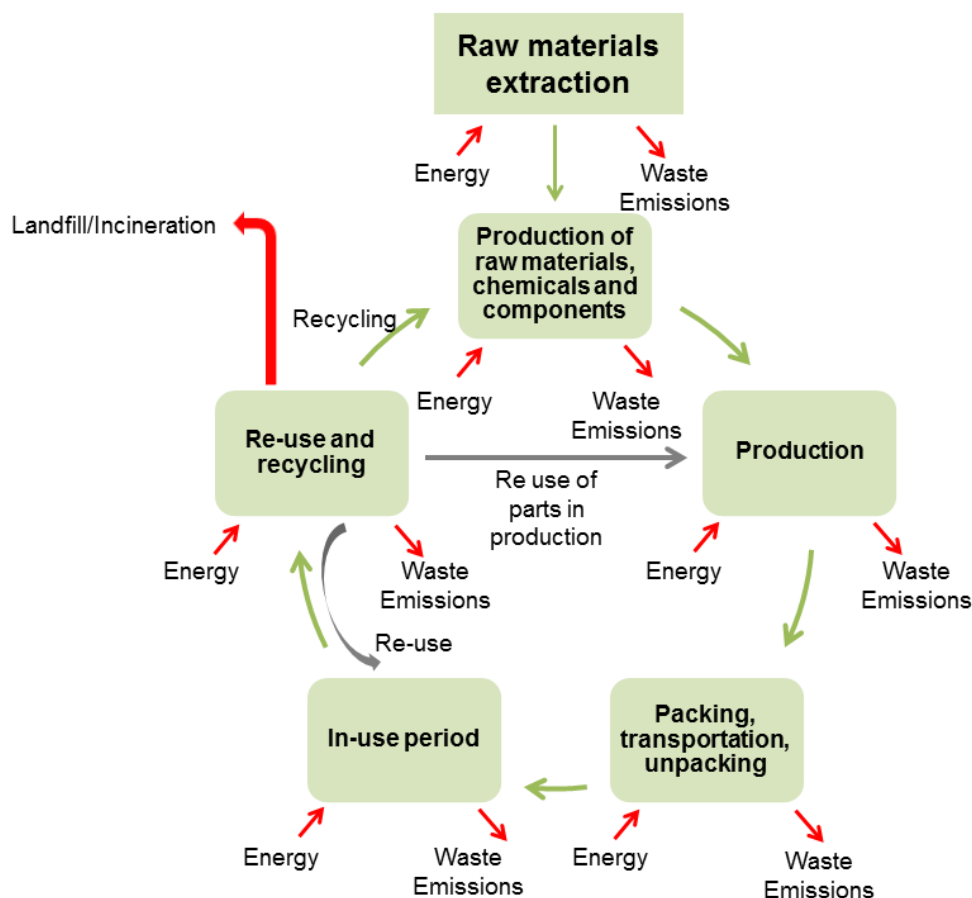 Raw materials
extraction
Energy
Waste
Emissions
Landfill/Incineration
Production of
raw materials,
chemicals and
components
Recycling
Energy
Waste
Emissions
Re-use and
recycling
Production
Re use of
parts in
production
Energy
Waste
Emissions
Energy
Waste
Emissions
Re-use
In-use period
Packing,
transportation,
unpacking
Energy
Waste
Emissions
Energy
Waste
Emissions